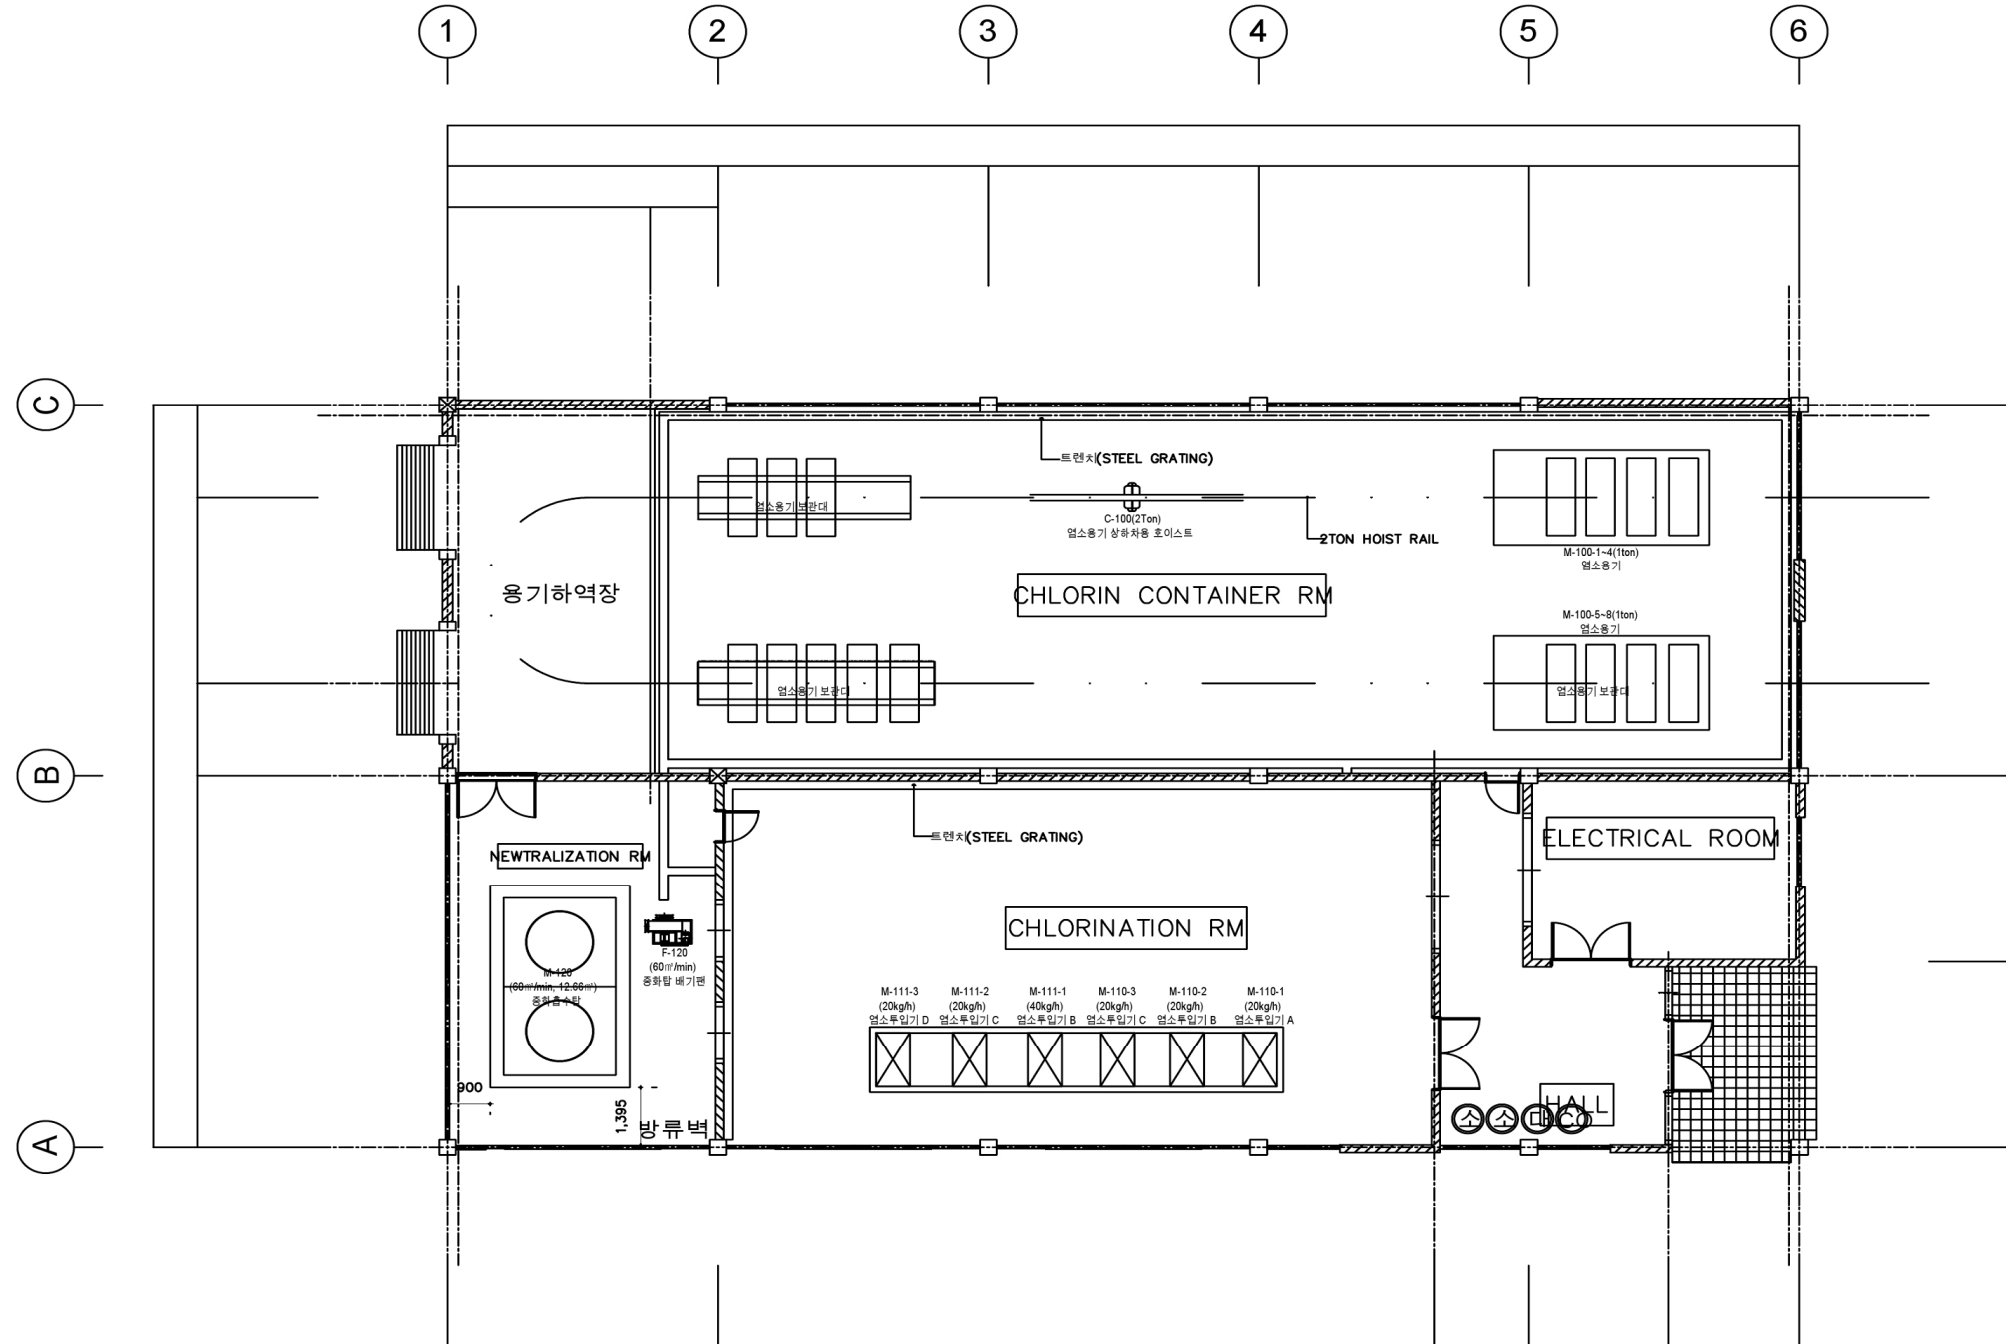 1 2 3 4 5 6
C
트렌치(STEEL GRATING)
염소용기 보관대
C-100(2Ton)
염소용기 상하차용 호이스트
2TON HOIST RAIL
M-100-1~4(1ton)
염소용기
용기하역장
CHLORIN CONTAINER RM
M-100-5~8(1ton)
염소용기
염소용기 보관대
염소용기 보관대
B
트렌치(STEEL GRATING)
ELECTRICAL ROOM
NEWTRALIZATION RM
CHLORINATION RM
F-120
(60㎥/min)
중화탑 배기팬
M-120
(60㎥/min, 12.66㎥)
중화흡수탑
M-111-3 M-111-2 M-111-1 M-110-3 M-110-2 M-110-1
(20kg/h) (20kg/h) (40kg/h) (20kg/h) (20kg/h) (20kg/h)
염소투입기 D 염소투입기 C 염소투입기 B 염소투입기 C 염소투입기 B 염소투입기 A
900
1,395
방류벽
HALL
소 소 대 Co
A